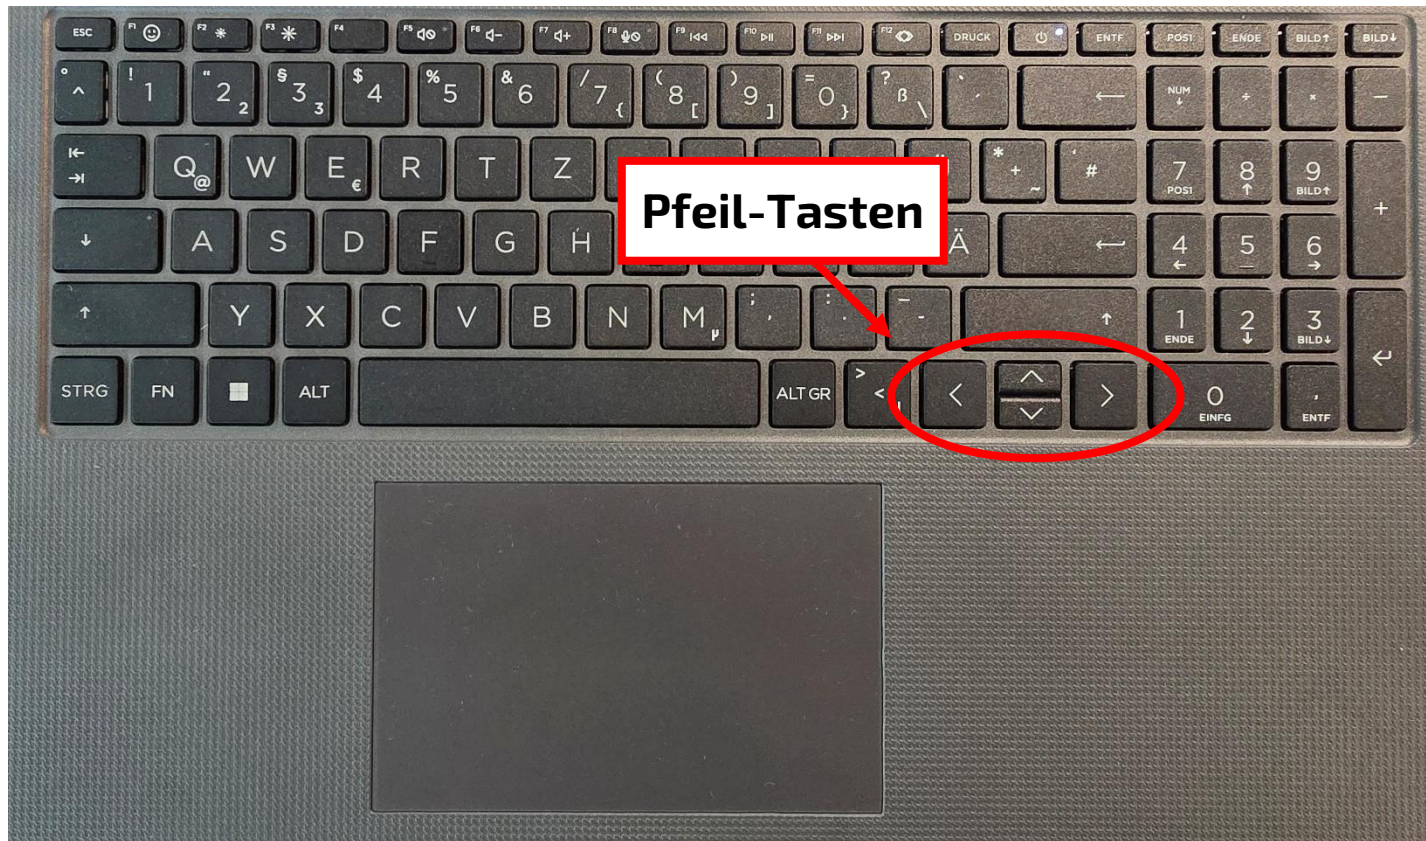 ESC F1 F2 F3 F4 F5 F6 - F7 + F8 F9 F10 F11 F12 DRUCK ENTF POS1 ENDE BILD↑ BILD↓
° ^ ! 1 " 2 2 § 3 3 $ 4 % 5 & 6 / 7 { ( 8 [ ) 9 ] = 0 } ? ß \ ← NUM ↓ ÷ × −
Q @ W E € R T Z * + ~ ' # 7 POS1 8 ↑ 9 BILD↑ +
↓ A S D F G H Ä 4 ← 5 6 →
Pfeil-Tasten
↑ Y X C V B N M µ ; , : . – - ↑ 1 ENDE 2 ↓ 3 BILD↓
STRG FN ALT ALT GR > < | < ^ v > 0 EINFG , ENTF